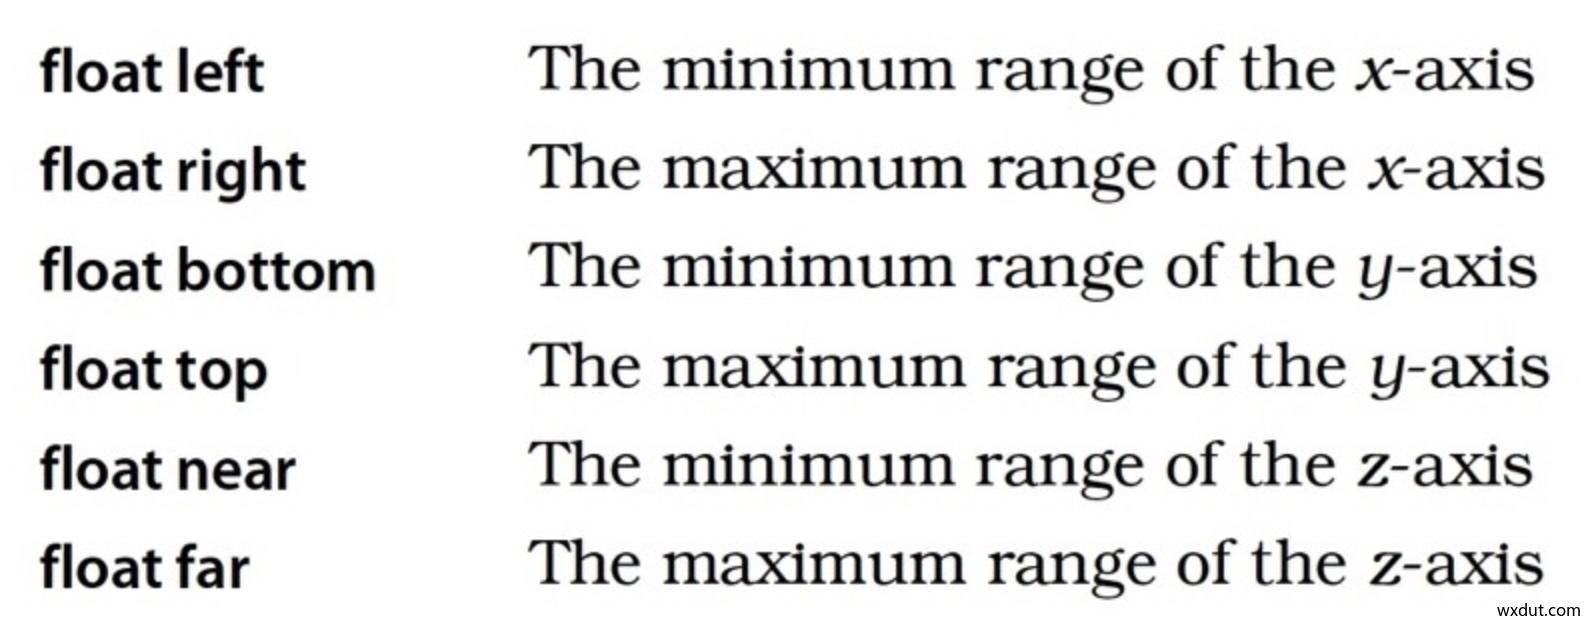 float left The minimum range of the x-axis
float right The maximum range of the x-axis
float bottom The minimum range of the y-axis
float top The maximum range of the y-axis
float near The minimum range of the z-axis
float far The maximum range of the z-axis
wxdut.com